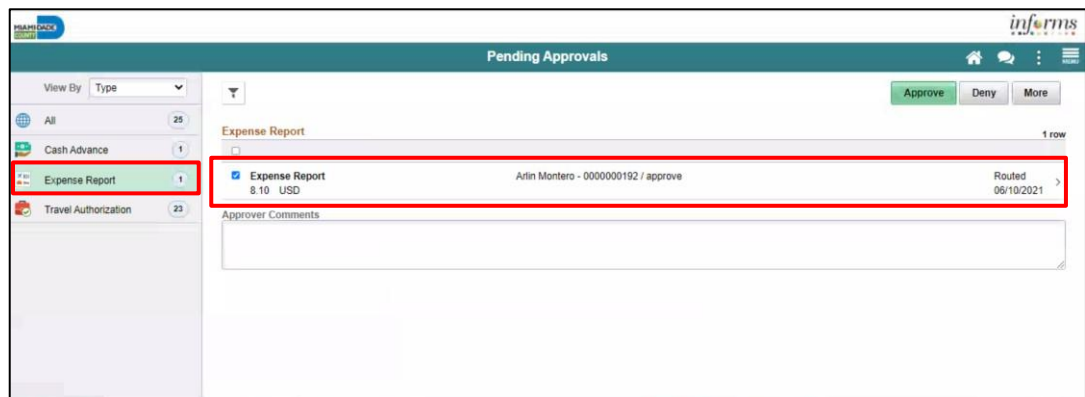 MIAMI-DADE
COUNTY
informs
Pending Approvals
MENU
View By Type
Approve Deny More
All 25
Cash Advance 1
Expense Report 1
Travel Authorization 23
Expense Report 1 row
Expense Report Arlin Montero - 0000000192 / approve Routed
8.10 USD 06/10/2021
Approver Comments